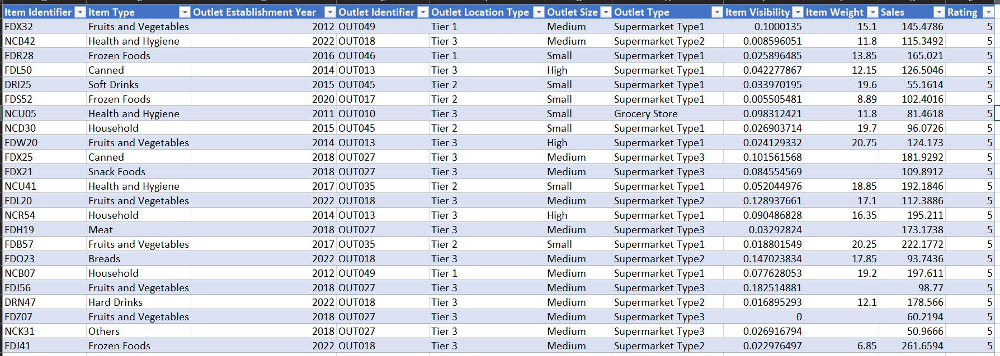 Item Identifier Item Type Outlet Establishment Year Outlet Identifier Outlet Location Type Outlet Size Outlet Type Item Visibility Item Weight Sales Rating
FDX32 Fruits and Vegetables 2012 OUT049 Tier 1 Medium Supermarket Type1 0.1000135 15.1 145.4786 5
NCB42 Health and Hygiene 2022 OUT018 Tier 3 Medium Supermarket Type2 0.008596051 11.8 115.3492 5
FDR28 Frozen Foods 2016 OUT046 Tier 1 Small Supermarket Type1 0.025896485 13.85 165.021 5
FDL50 Canned 2014 OUT013 Tier 3 High Supermarket Type1 0.042277867 12.15 126.5046 5
DRI25 Soft Drinks 2015 OUT045 Tier 2 Small Supermarket Type1 0.033970195 19.6 55.1614 5
FDS52 Frozen Foods 2020 OUT017 Tier 2 Small Supermarket Type1 0.005505481 8.89 102.4016 5
NCU05 Health and Hygiene 2011 OUT010 Tier 3 Small Grocery Store 0.098312421 11.8 81.4618 5
NCD30 Household 2015 OUT045 Tier 2 Small Supermarket Type1 0.026903714 19.7 96.0726 5
FDW20 Fruits and Vegetables 2014 OUT013 Tier 3 High Supermarket Type1 0.024129332 20.75 124.173 5
FDX25 Canned 2018 OUT027 Tier 3 Medium Supermarket Type3 0.101561568 181.9292 5
FDX21 Snack Foods 2018 OUT027 Tier 3 Medium Supermarket Type3 0.084554569 109.8912 5
NCU41 Health and Hygiene 2017 OUT035 Tier 2 Small Supermarket Type1 0.052044976 18.85 192.1846 5
FDL20 Fruits and Vegetables 2022 OUT018 Tier 3 Medium Supermarket Type2 0.128937661 17.1 112.3886 5
NCR54 Household 2014 OUT013 Tier 3 High Supermarket Type1 0.090486828 16.35 195.211 5
FDH19 Meat 2018 OUT027 Tier 3 Medium Supermarket Type3 0.03292824 173.1738 5
FDB57 Fruits and Vegetables 2017 OUT035 Tier 2 Small Supermarket Type1 0.018801549 20.25 222.1772 5
FDO23 Breads 2022 OUT018 Tier 3 Medium Supermarket Type2 0.147023834 17.85 93.7436 5
NCB07 Household 2012 OUT049 Tier 1 Medium Supermarket Type1 0.077628053 19.2 197.611 5
FDJ56 Fruits and Vegetables 2018 OUT027 Tier 3 Medium Supermarket Type3 0.182514881 98.77 5
DRN47 Hard Drinks 2022 OUT018 Tier 3 Medium Supermarket Type2 0.016895293 12.1 178.566 5
FDZ07 Fruits and Vegetables 2018 OUT027 Tier 3 Medium Supermarket Type3 0 60.2194 5
NCK31 Others 2018 OUT027 Tier 3 Medium Supermarket Type3 0.026916794 50.9666 5
FDJ41 Frozen Foods 2022 OUT018 Tier 3 Medium Supermarket Type2 0.022976497 6.85 261.6594 5